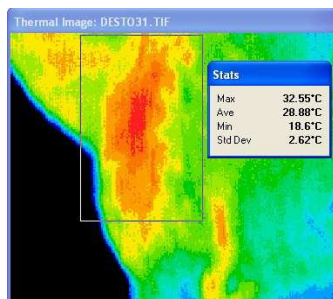 Thermal Image: DESTO31.TIF
Stats
Max 32.55°C
Ave 28.88°C
Min 18.6°C
Std Dev 2.62°C